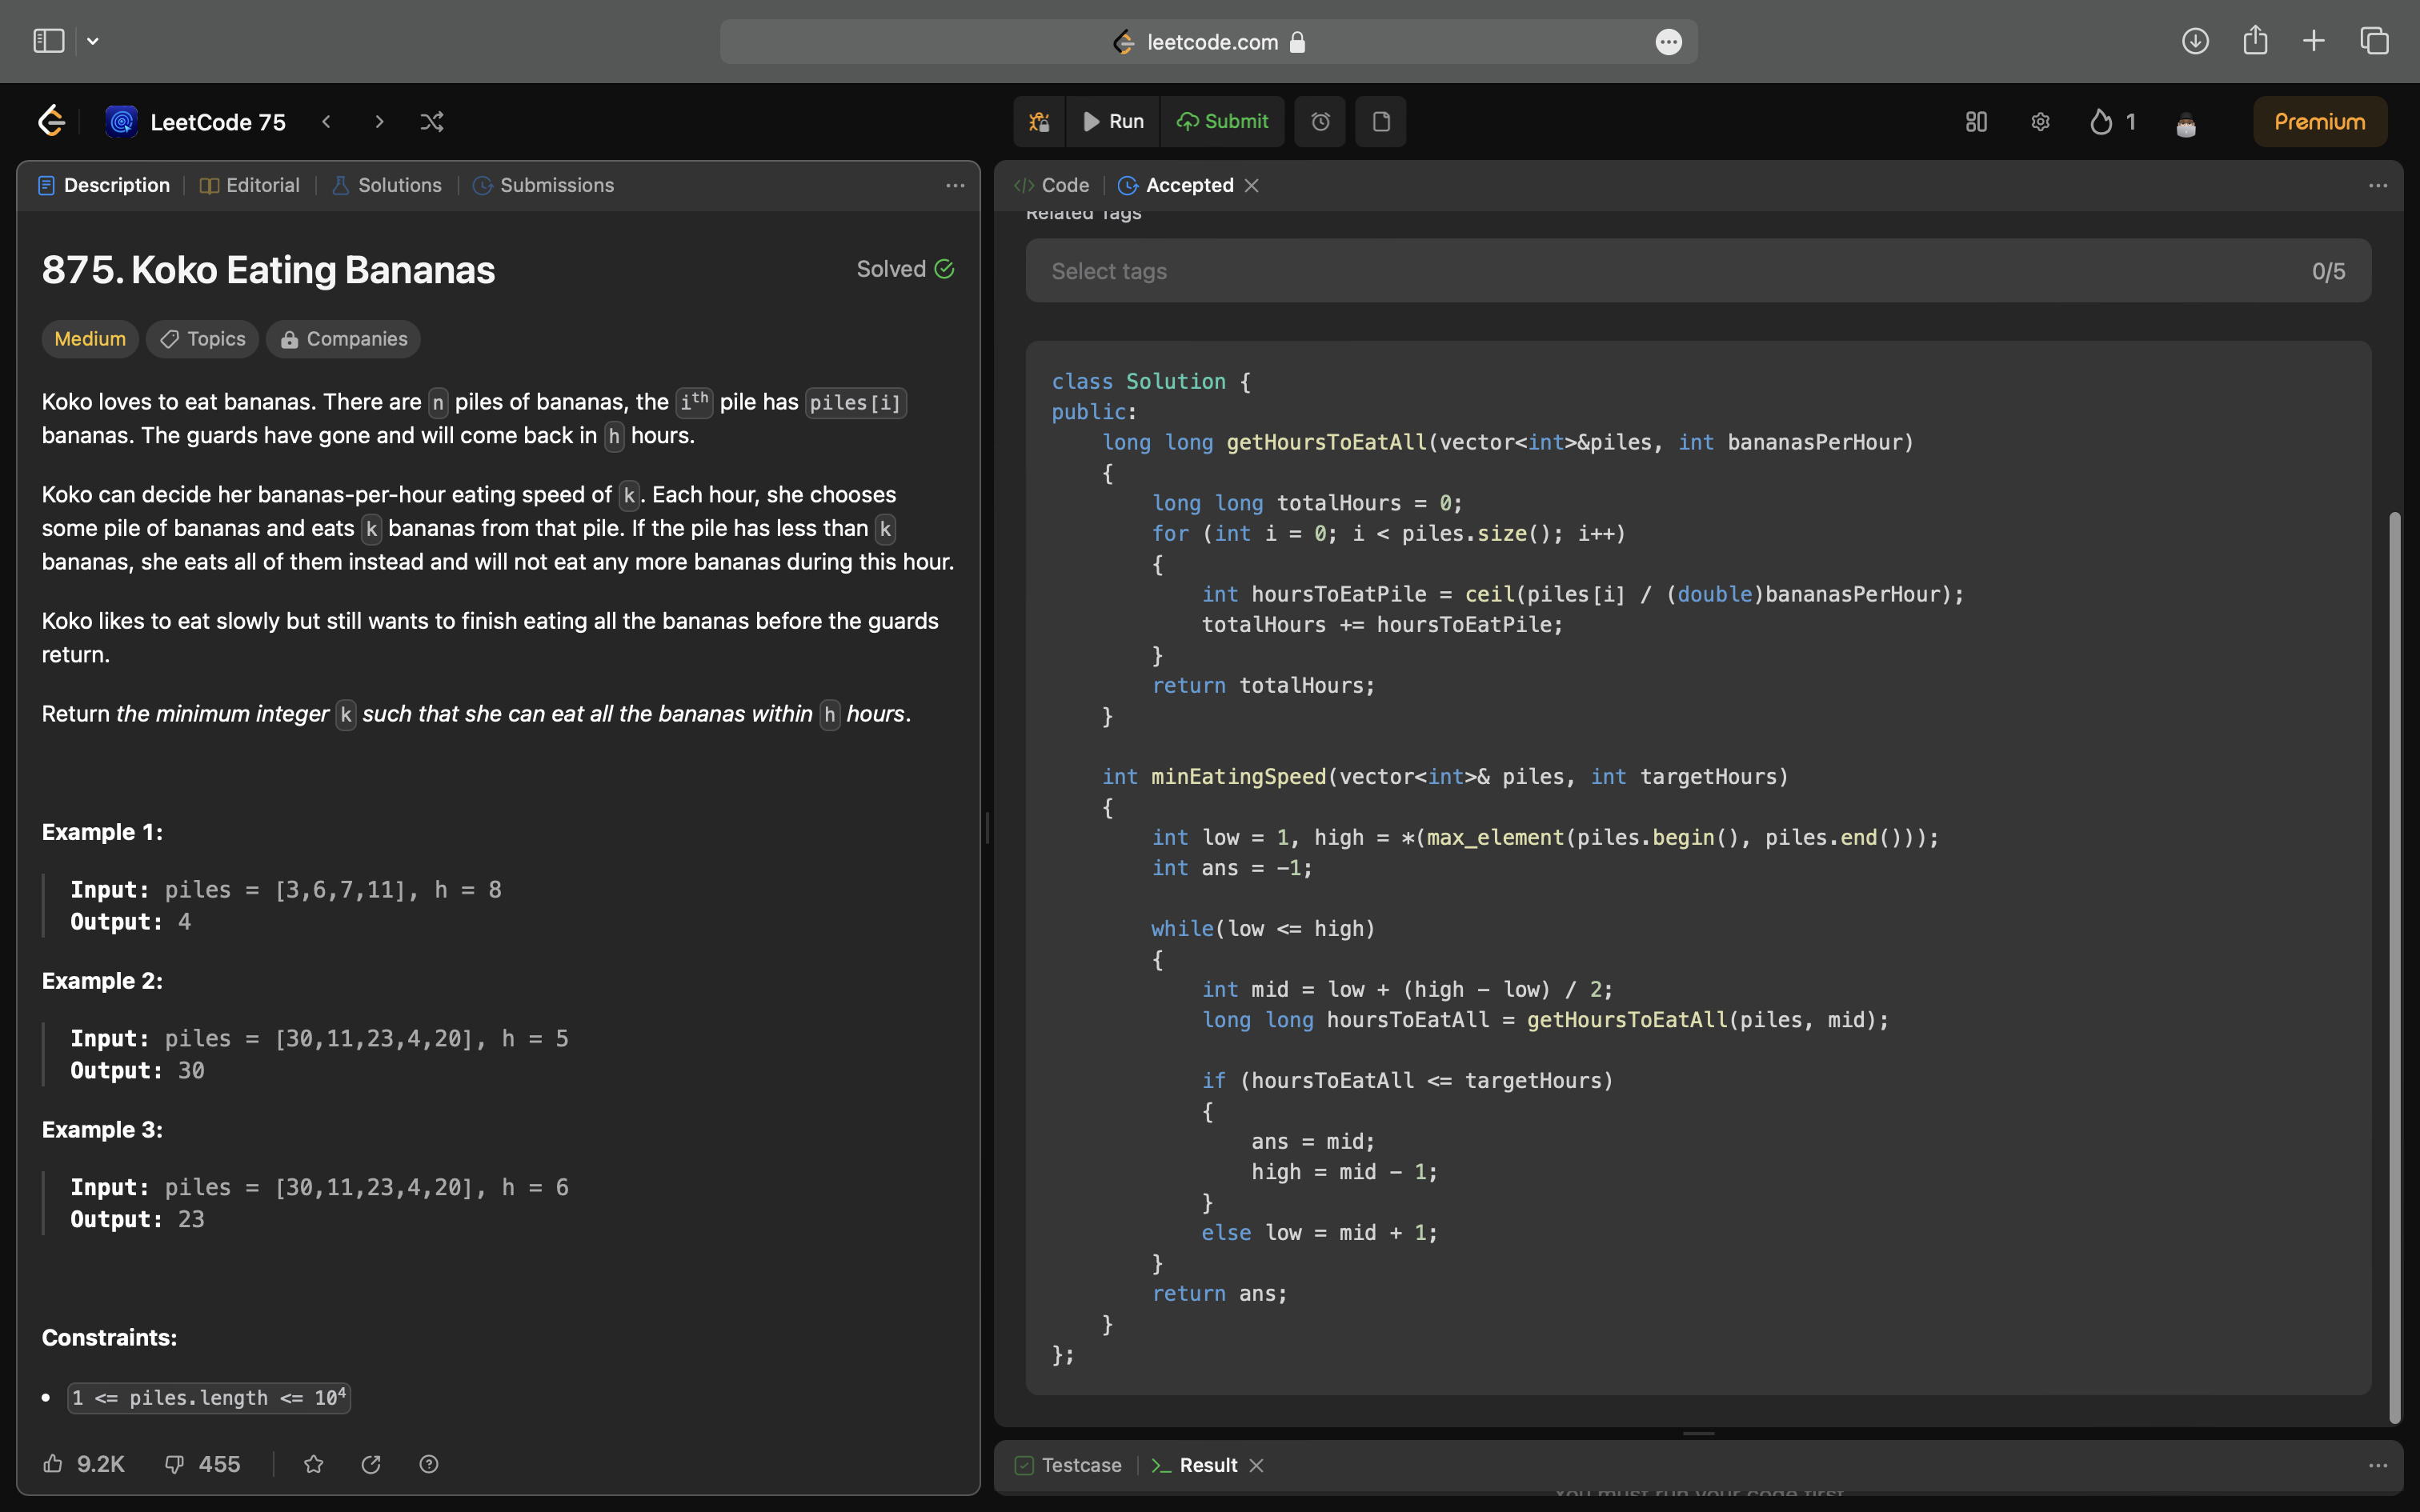 leetcode.com
LeetCode 75
Run
Submit
1
Premium
Description
Editorial
Solutions
Submissions
875. Koko Eating Bananas
Solved
Medium
Topics
Companies
Koko loves to eat bananas. There are n piles of bananas, the ith pile has piles[i]
bananas. The guards have gone and will come back in h hours.
Koko can decide her bananas-per-hour eating speed of k. Each hour, she chooses
some pile of bananas and eats k bananas from that pile. If the pile has less than k
bananas, she eats all of them instead and will not eat any more bananas during this hour.
Koko likes to eat slowly but still wants to finish eating all the bananas before the guards
return.
Return the minimum integer k such that she can eat all the bananas within h hours.
Example 1:
Input: piles = [3,6,7,11], h = 8
Output: 4
Example 2:
Input: piles = [30,11,23,4,20], h = 5
Output: 30
Example 3:
Input: piles = [30,11,23,4,20], h = 6
Output: 23
Constraints:
1 <= piles.length <= 10⁴
9.2K
455
Code
Accepted
Related Tags
Select tags
0/5
class Solution {
public:
    long long getHoursToEatAll(vector<int>&piles, int bananasPerHour)
    {
        long long totalHours = 0;
        for (int i = 0; i < piles.size(); i++)
        {
            int hoursToEatPile = ceil(piles[i] / (double)bananasPerHour);
            totalHours += hoursToEatPile;
        }
        return totalHours;
    }
    int minEatingSpeed(vector<int>& piles, int targetHours)
    {
        int low = 1, high = *(max_element(piles.begin(), piles.end()));
        int ans = -1;
        while(low <= high)
        {
            int mid = low + (high - low) / 2;
            long long hoursToEatAll = getHoursToEatAll(piles, mid);
            if (hoursToEatAll <= targetHours)
            {
                ans = mid;
                high = mid - 1;
            }
            else low = mid + 1;
        }
        return ans;
    }
};
Testcase
Result
You must run your code first